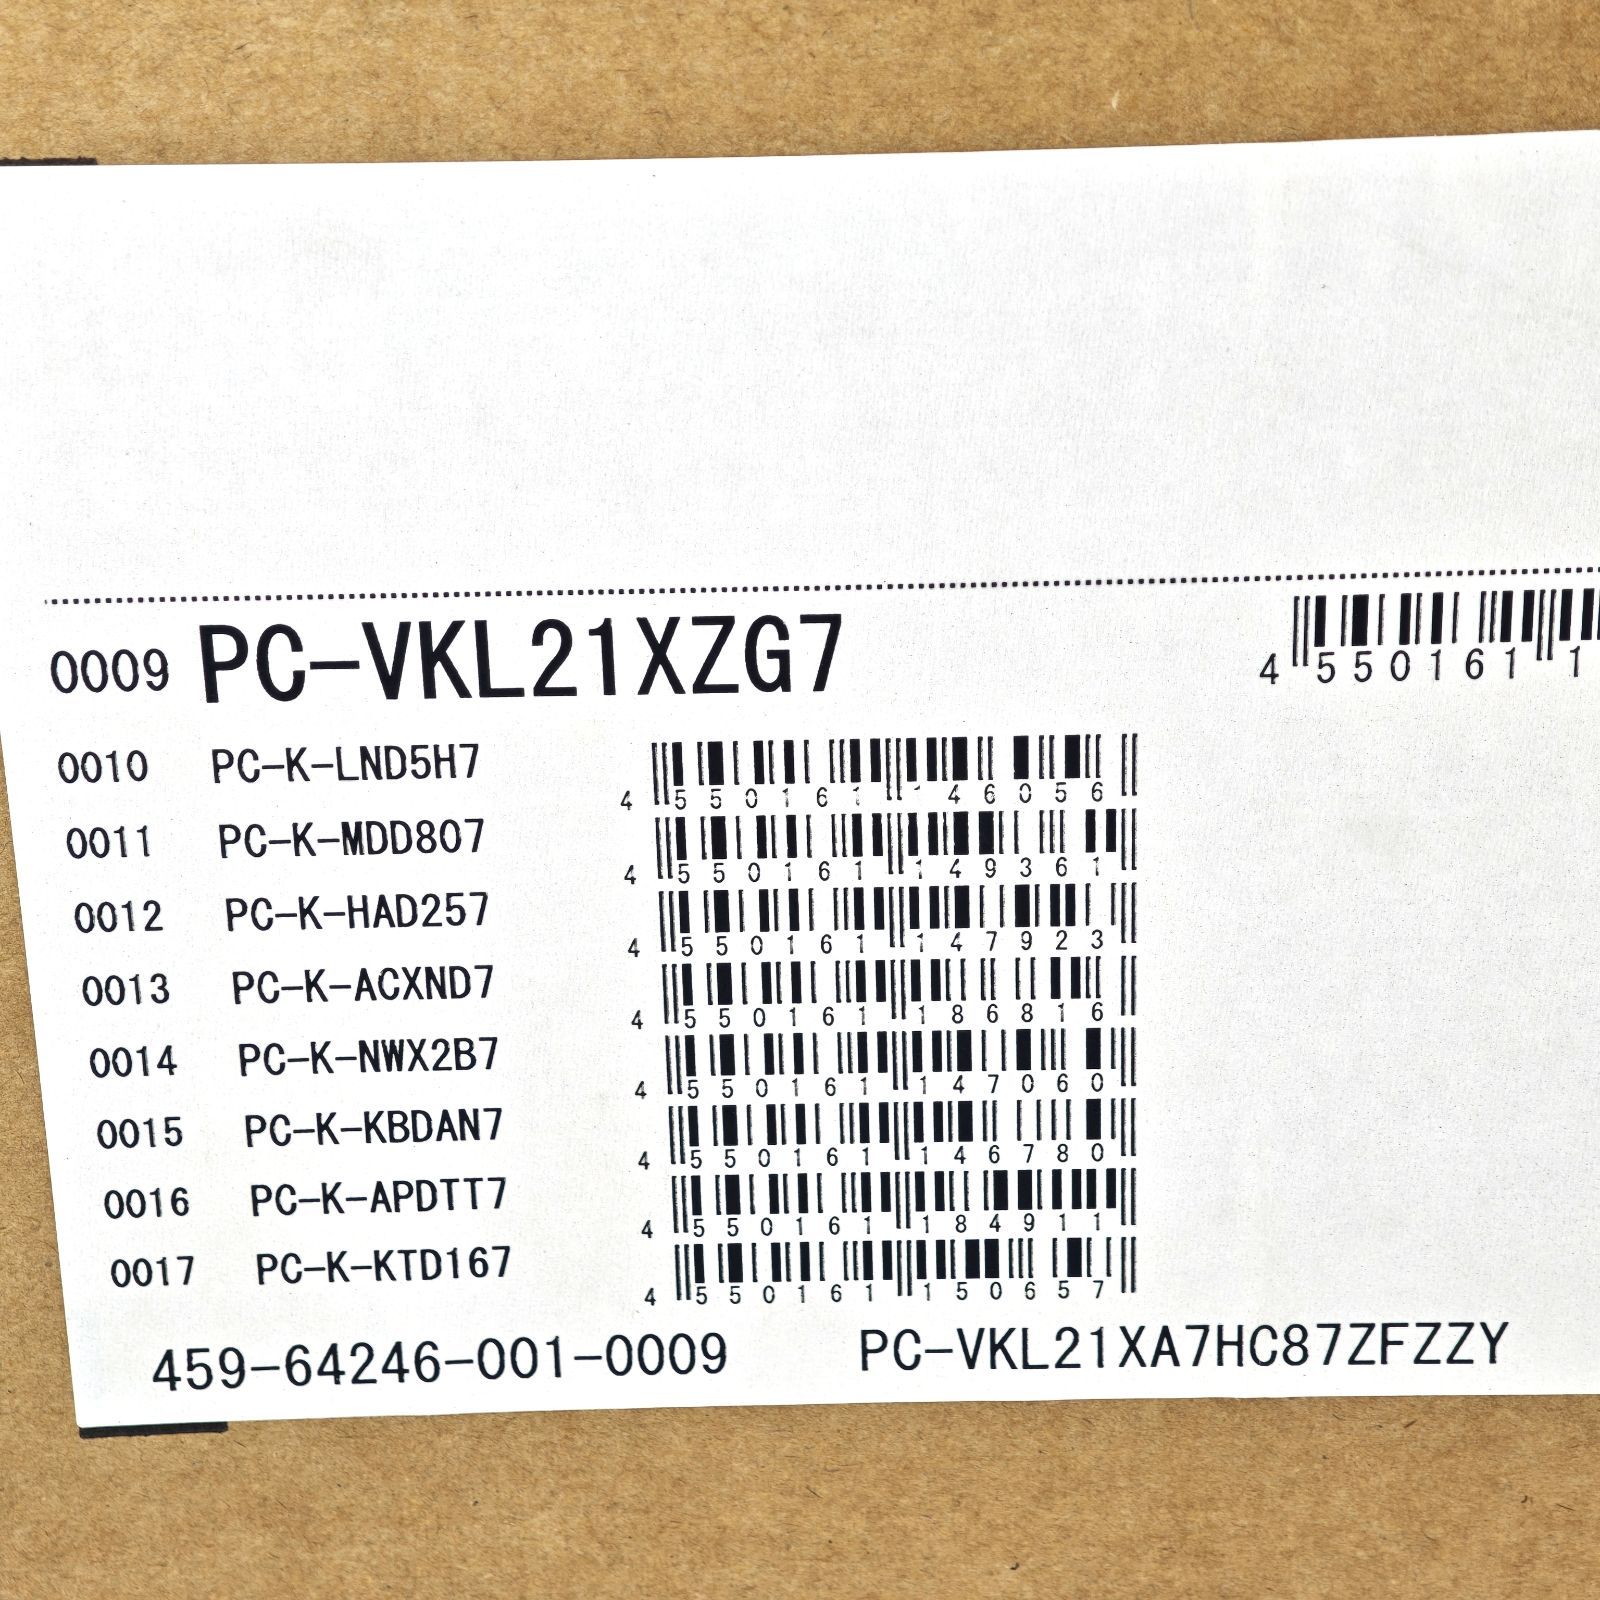 0009 PC-VKL21XZG7 4 550161 1
0010 PC-K-LND5H7 4 550161 146056
0011 PC-K-MDD807 4 550161 149361
0012 PC-K-HAD257 4 550161 147923
0013 PC-K-ACXND7 4 550161 186816
0014 PC-K-NWX2B7 4 550161 147060
0015 PC-K-KBDAN7 4 550161 146780
0016 PC-K-APDTT7 4 550161 184911
0017 PC-K-KTD167 4 550161 150657
459-64246-001-0009 PC-VKL21XA7HC87ZFZZY